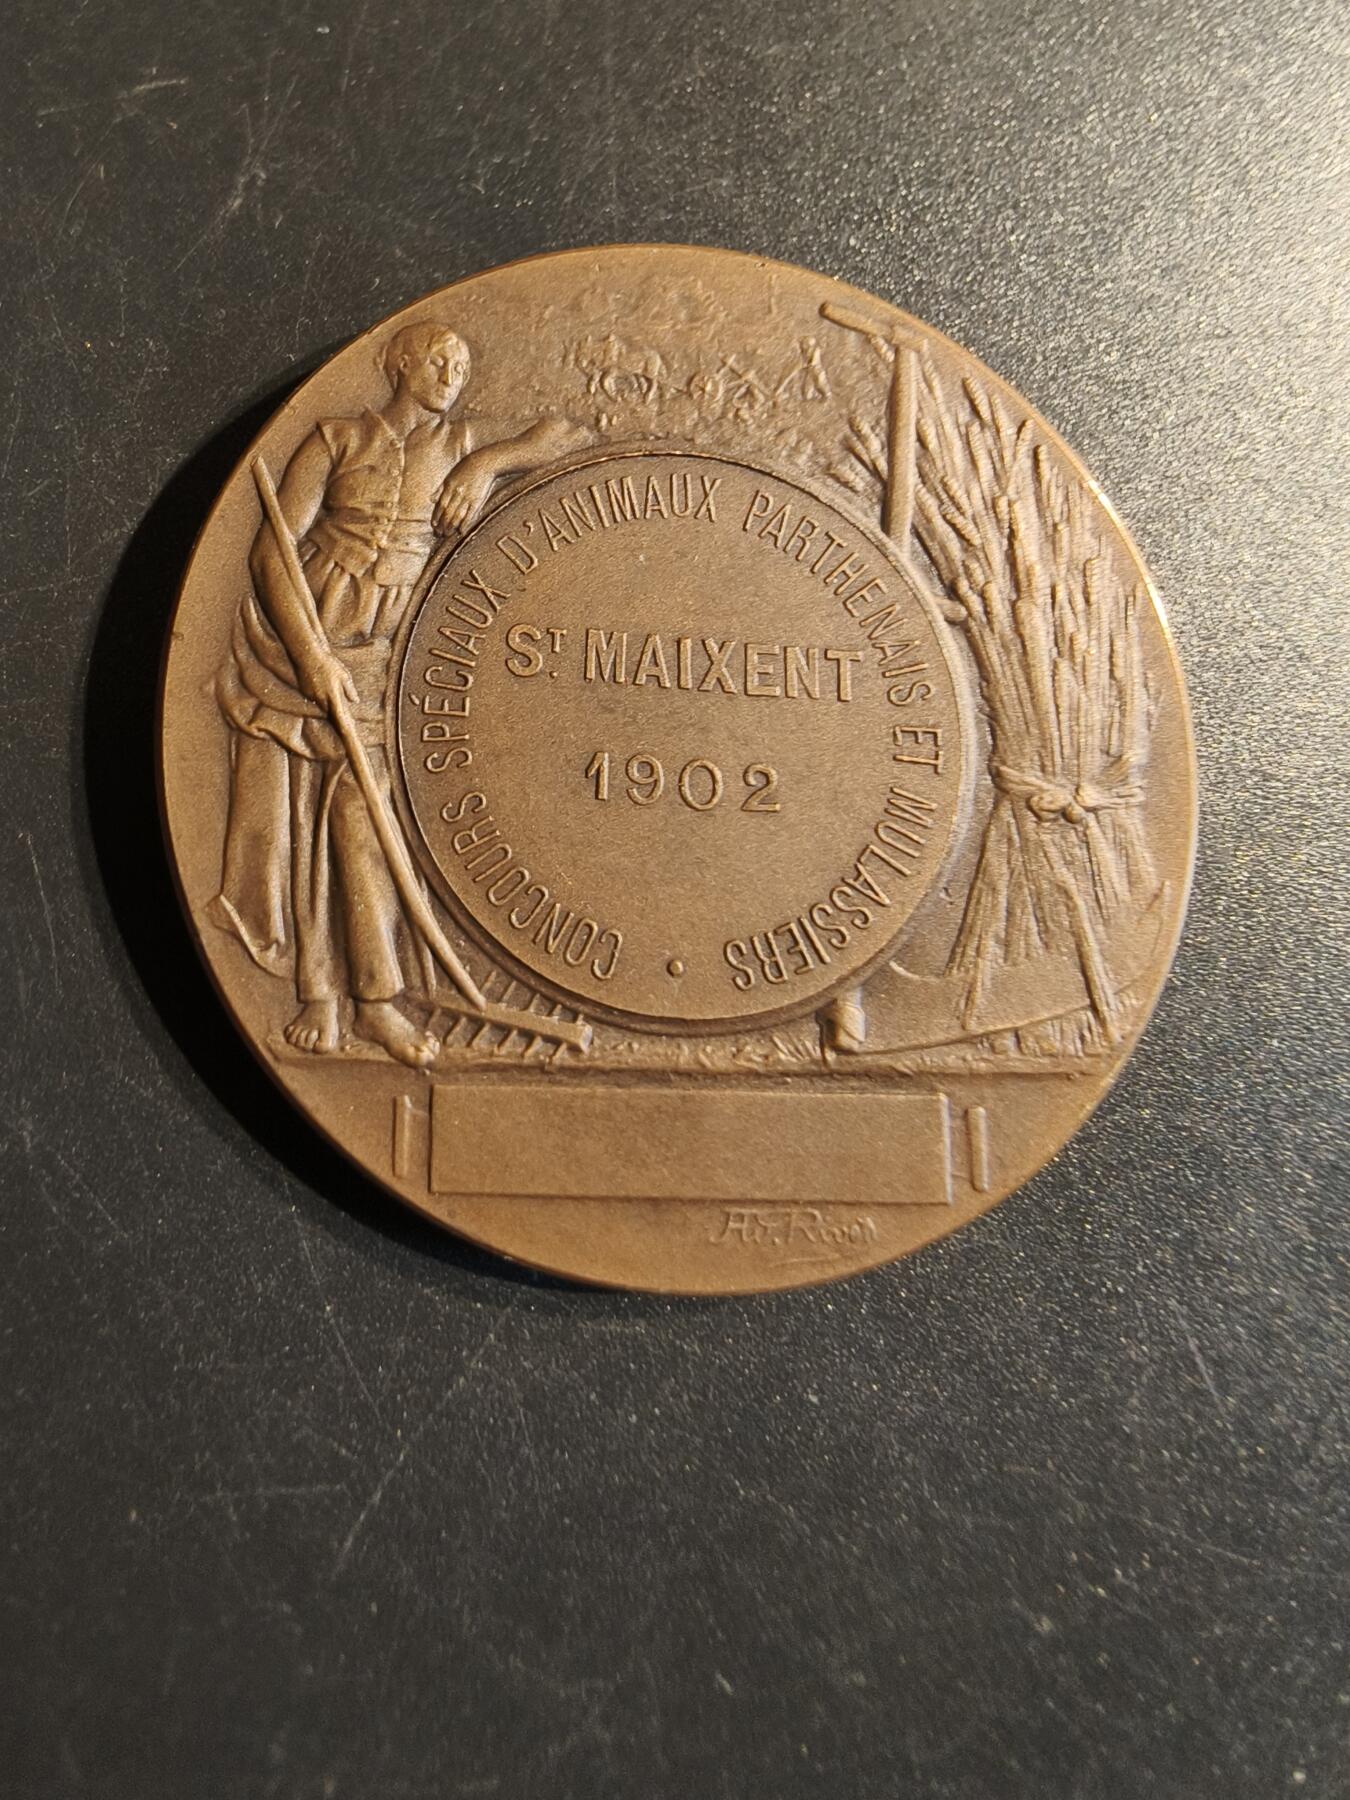 CONCOURS SPÉCIAUX D'ANIMAUX PARTHENAIS ET MULASSIERS •
ST. MAIXENT
1902